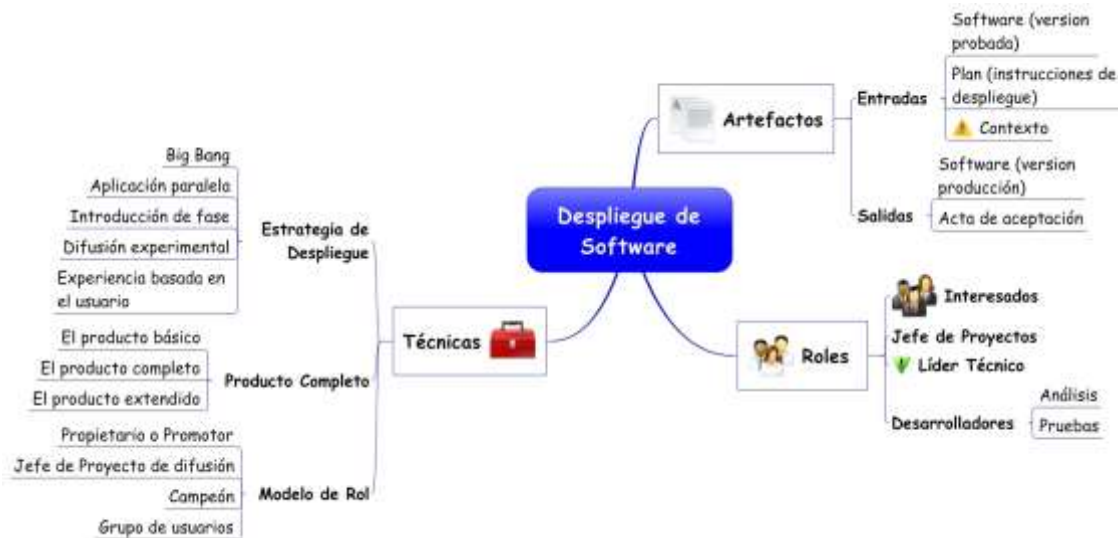 Despliegue de
Software
Artefactos
Entradas
Software (version
probada)
Plan (instrucciones de
despliegue)
Contexto
Salidas
Software (version
producción)
Acta de aceptación
Roles
Interesados
Jefe de Proyectos
Líder Técnico
Desarrolladores
Análisis
Pruebas
Técnicas
Estrategia de
Despliegue
Big Bang
Aplicación paralela
Introducción de fase
Difusión experimental
Experiencia basada en
el usuario
Producto Completo
El producto básico
El producto completo
El producto extendido
Modelo de Rol
Propietario o Promotor
Jefe de Proyecto de difusión
Campeón
Grupo de usuarios